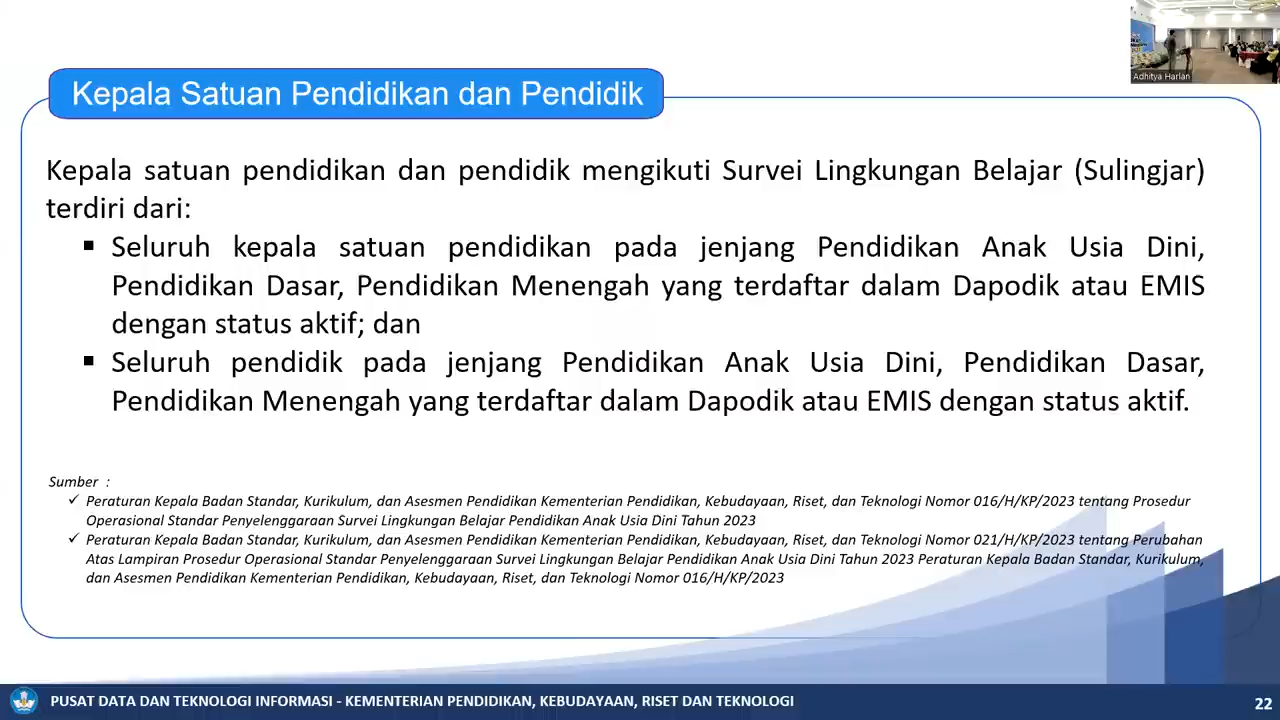 Adhitya Harlan
Kepala Satuan Pendidikan dan Pendidik
Kepala satuan pendidikan dan pendidik mengikuti Survei Lingkungan Belajar (Sulingjar)
terdiri dari:
▪ Seluruh kepala satuan pendidikan pada jenjang Pendidikan Anak Usia Dini,
Pendidikan Dasar, Pendidikan Menengah yang terdaftar dalam Dapodik atau EMIS
dengan status aktif; dan
▪ Seluruh pendidik pada jenjang Pendidikan Anak Usia Dini, Pendidikan Dasar,
Pendidikan Menengah yang terdaftar dalam Dapodik atau EMIS dengan status aktif.
Sumber :
✓ Peraturan Kepala Badan Standar, Kurikulum, dan Asesmen Pendidikan Kementerian Pendidikan, Kebudayaan, Riset, dan Teknologi Nomor 016/H/KP/2023 tentang Prosedur
Operasional Standar Penyelenggaraan Survei Lingkungan Belajar Pendidikan Anak Usia Dini Tahun 2023
✓ Peraturan Kepala Badan Standar, Kurikulum, dan Asesmen Pendidikan Kementerian Pendidikan, Kebudayaan, Riset, dan Teknologi Nomor 021/H/KP/2023 tentang Perubahan
Atas Lampiran Prosedur Operasional Standar Penyelenggaraan Survei Lingkungan Belajar Pendidikan Anak Usia Dini Tahun 2023 Peraturan Kepala Badan Standar, Kurikulum,
dan Asesmen Pendidikan Kementerian Pendidikan, Kebudayaan, Riset, dan Teknologi Nomor 016/H/KP/2023
PUSAT DATA DAN TEKNOLOGI INFORMASI - KEMENTERIAN PENDIDIKAN, KEBUDAYAAN, RISET DAN TEKNOLOGI
22